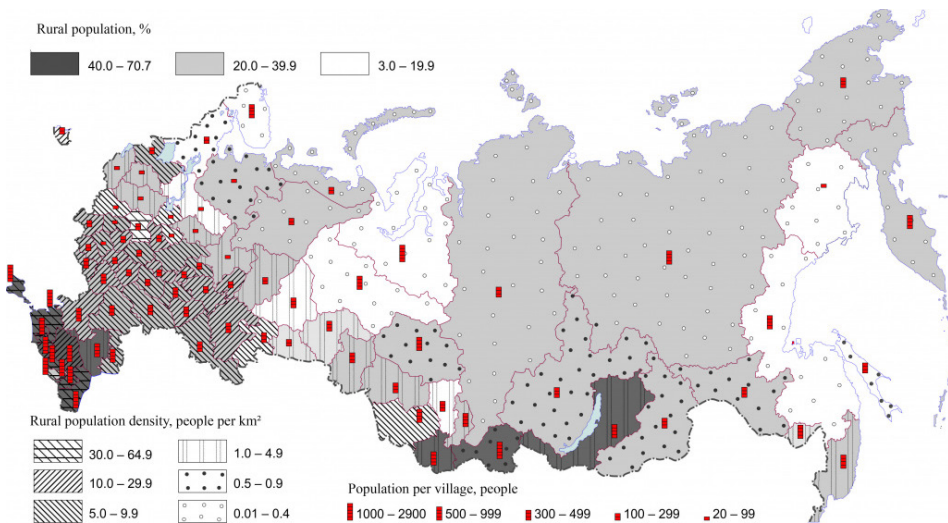 Rural population, %
40.0 – 70.7
20.0 – 39.9
3.0 – 19.9
Rural population density, people per km²
30.0 – 64.9
1.0 – 4.9
10.0 – 29.9
0.5 – 0.9
5.0 – 9.9
0.01 – 0.4
Population per village, people
1000 – 2900
500 – 999
300 – 499
100 – 299
20 – 99